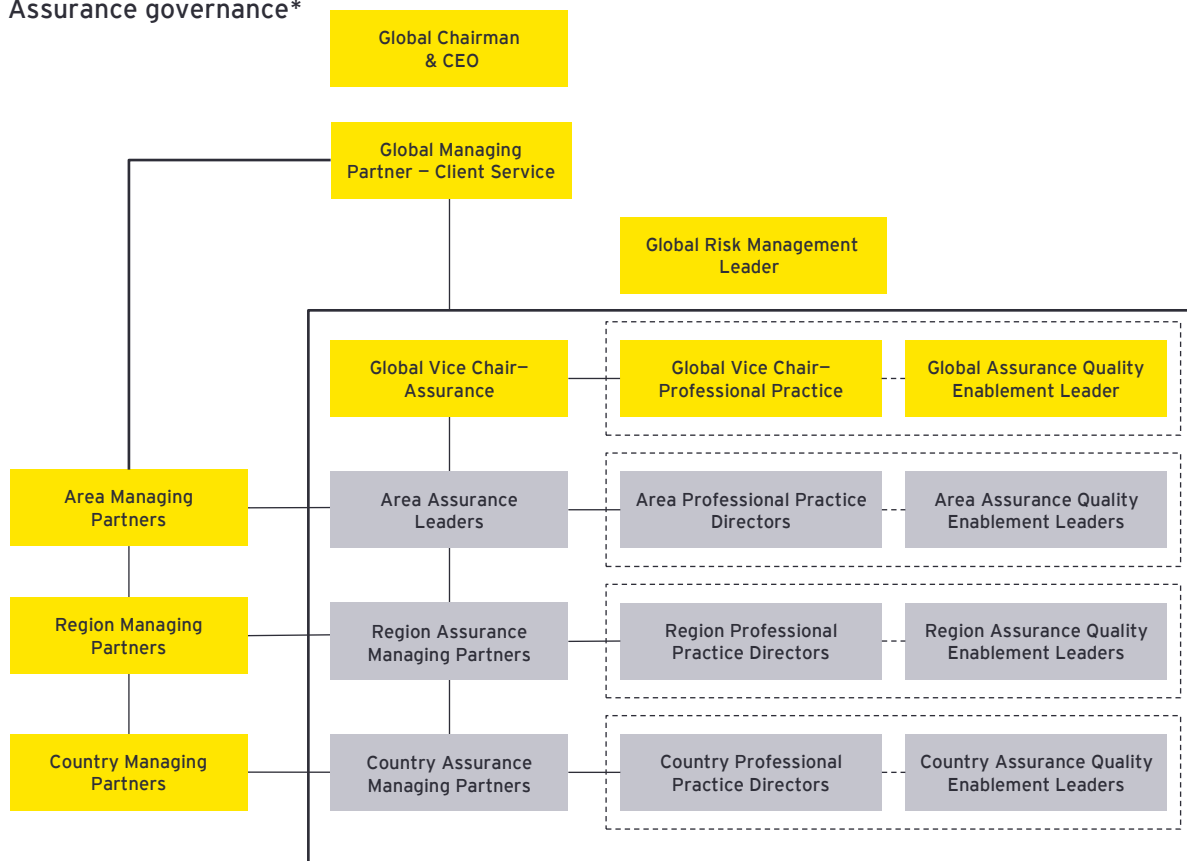 Assurance governance*
Global Chairman
& CEO
Global Managing
Partner – Client Service
Global Risk Management
Leader
Global Vice Chair–
Assurance
Global Vice Chair–
Professional Practice
Global Assurance Quality
Enablement Leader
Area Managing
Partners
Area Assurance
Leaders
Area Professional Practice
Directors
Area Assurance Quality
Enablement Leaders
Region Managing
Partners
Region Assurance
Managing Partners
Region Professional
Practice Directors
Region Assurance Quality
Enablement Leaders
Country Managing
Partners
Country Assurance
Managing Partners
Country Professional
Practice Directors
Country Assurance Quality
Enablement Leaders